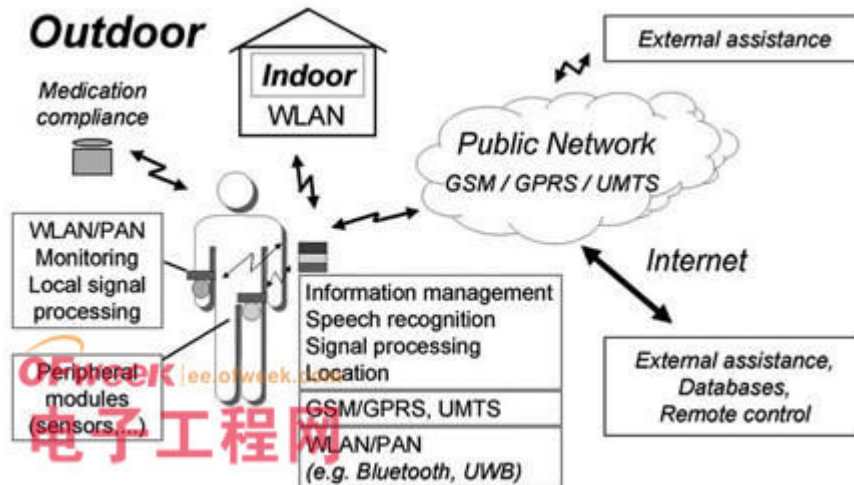 Outdoor
Indoor
WLAN
External assistance
Medication
compliance
Public Network
GSM / GPRS / UMTS
WLAN/PAN
Monitoring
Local signal
processing
Internet
Information management
Speech recognition
Signal processing
Location
GSM/GPRS, UMTS
WLAN/PAN
(e.g. Bluetooth, UWB)
External assistance,
Databases,
Remote control
Peripheral
modules
(sensors,...)
OFweek ee.ofweek.com
电子工程网